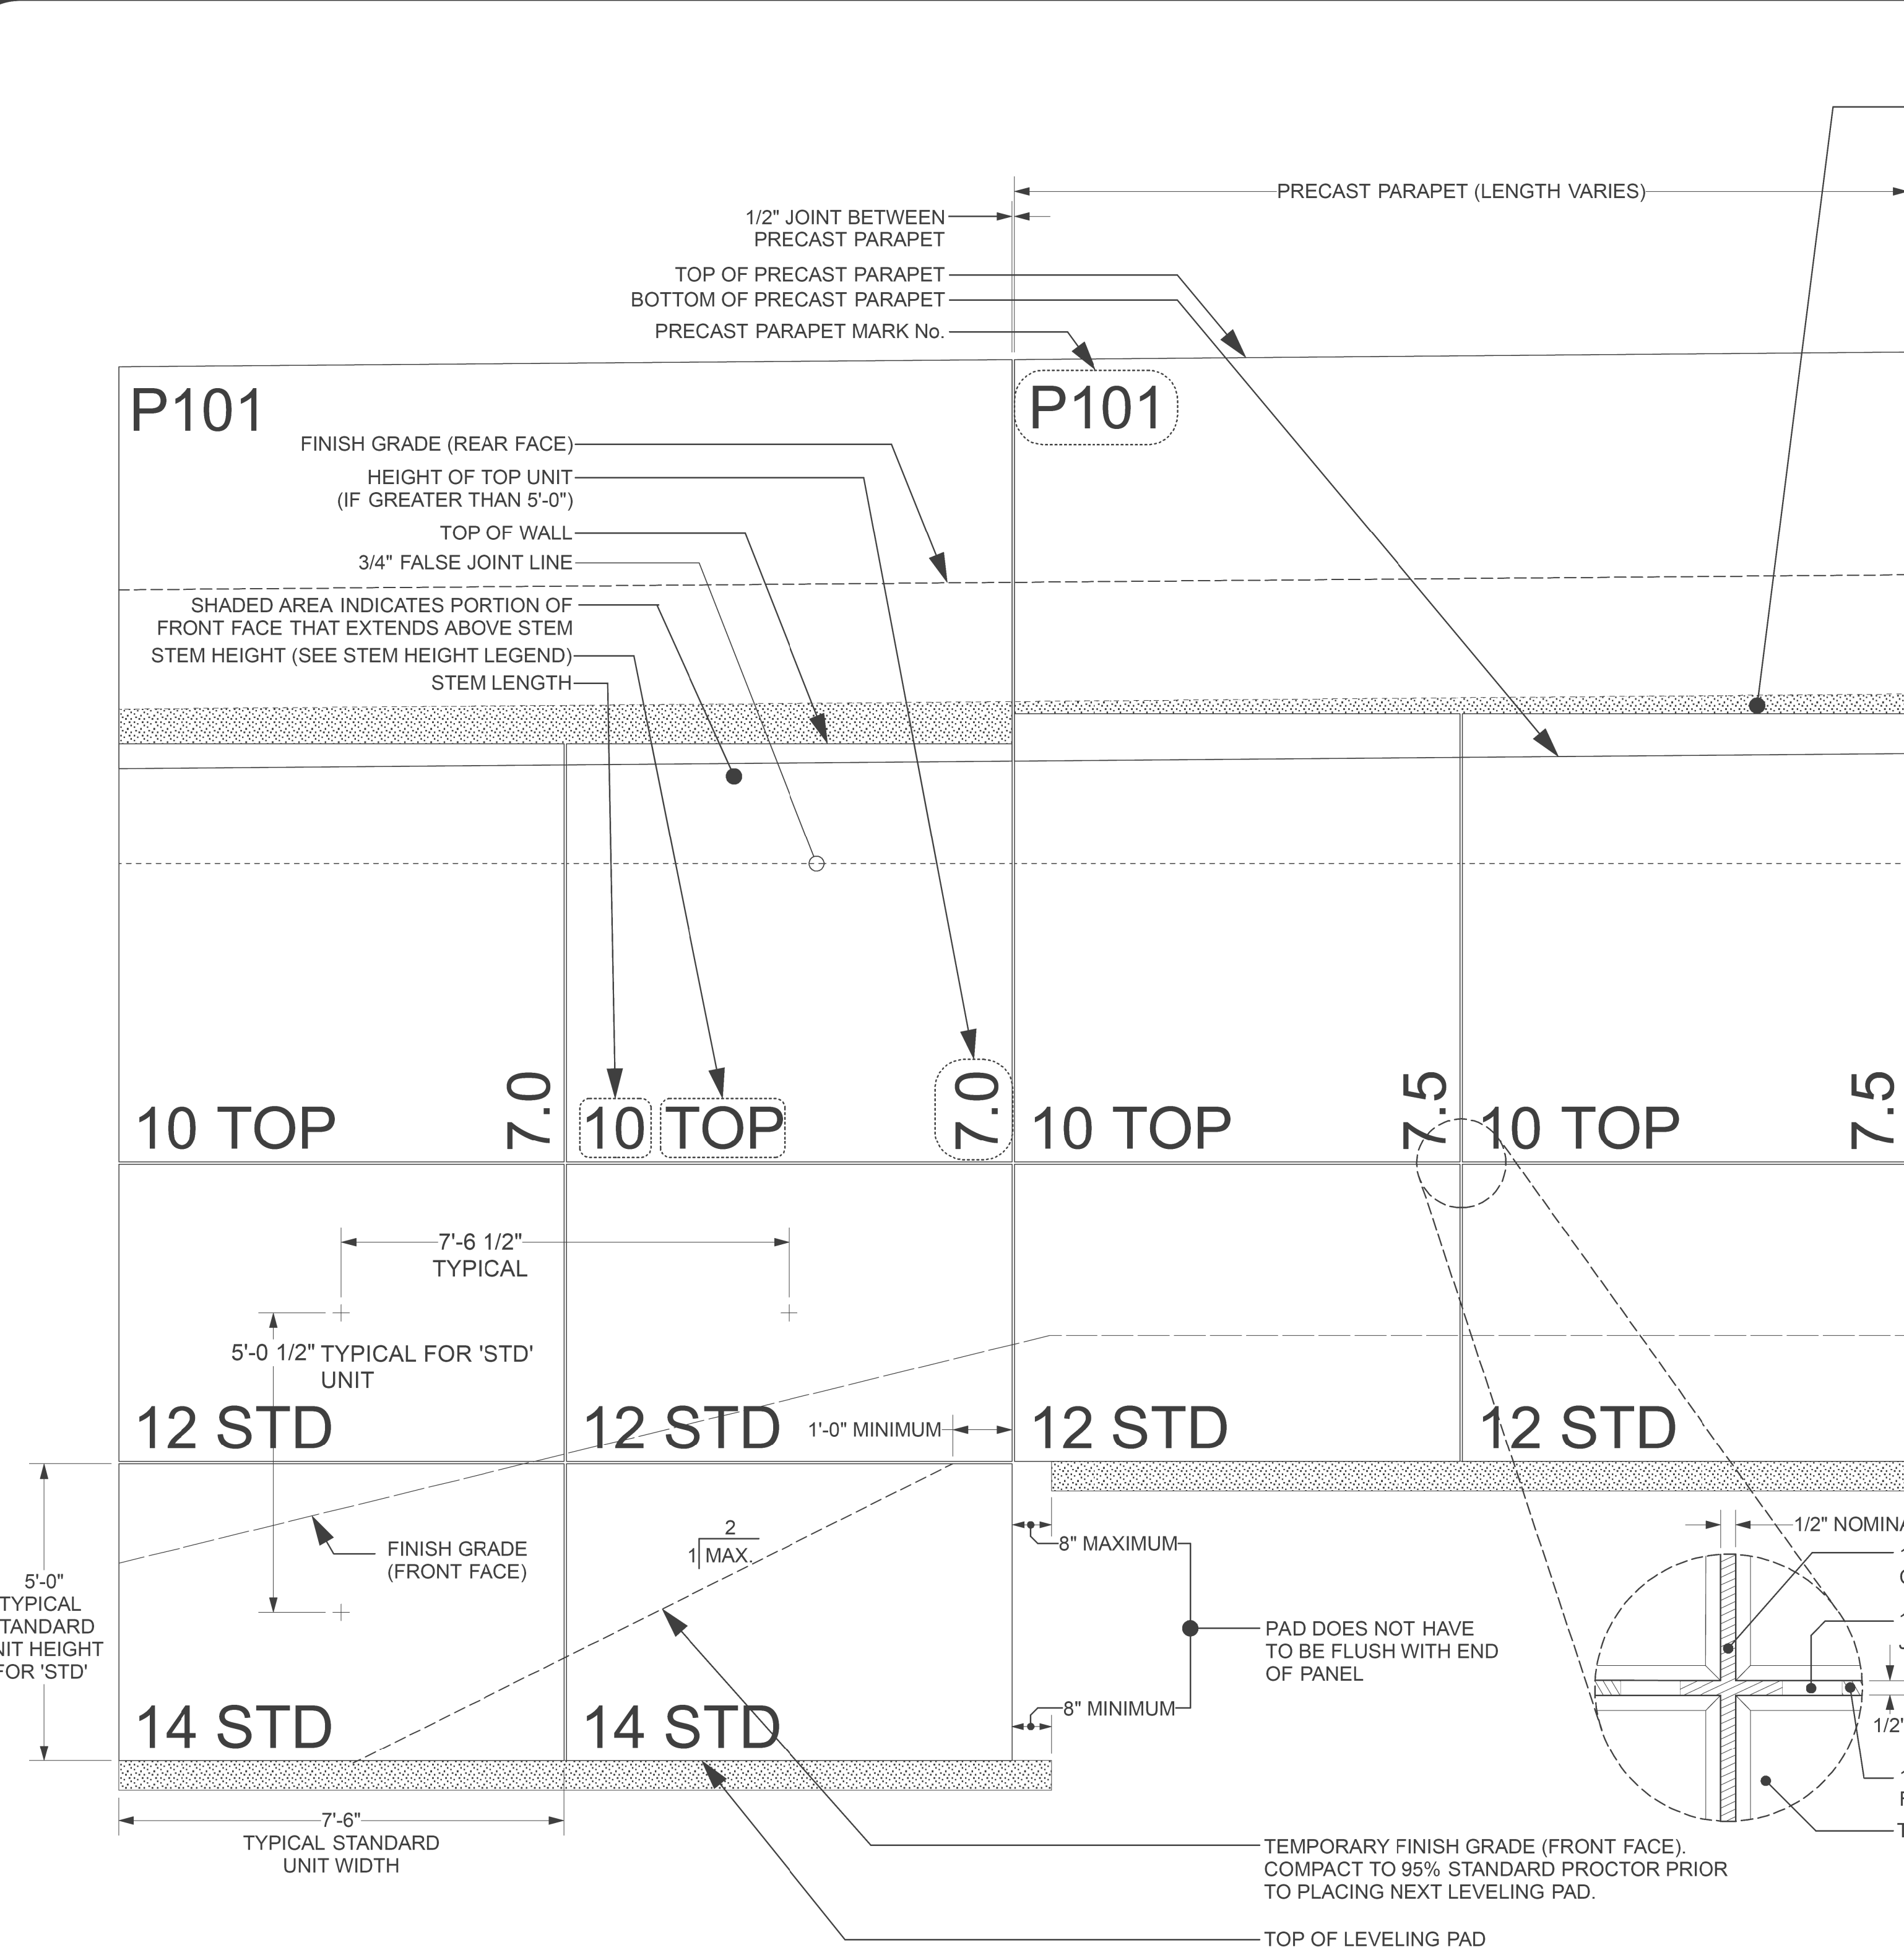 PRECAST PARAPET (LENGTH VARIES)
1/2" JOINT BETWEEN
PRECAST PARAPET
TOP OF PRECAST PARAPET
BOTTOM OF PRECAST PARAPET
PRECAST PARAPET MARK No.
P101
P101
FINISH GRADE (REAR FACE)
HEIGHT OF TOP UNIT
(IF GREATER THAN 5'-0")
TOP OF WALL
3/4" FALSE JOINT LINE
SHADED AREA INDICATES PORTION OF
FRONT FACE THAT EXTENDS ABOVE STEM
STEM HEIGHT (SEE STEM HEIGHT LEGEND)
STEM LENGTH
10 TOP
7.0
10 TOP
7.0
10 TOP
7.5
10 TOP
7.5
7'-6 1/2"
TYPICAL
5'-0 1/2" TYPICAL FOR 'STD'
UNIT
12 STD
12 STD
1'-0" MINIMUM
12 STD
12 STD
5'-0"
TYPICAL
TANDARD
NIT HEIGHT
FOR 'STD'
FINISH GRADE
(FRONT FACE)
2
1 MAX.
8" MAXIMUM
PAD DOES NOT HAVE
TO BE FLUSH WITH END
OF PANEL
8" MINIMUM
1/2" NOMINA
1/2"
14 STD
14 STD
7'-6"
TYPICAL STANDARD
UNIT WIDTH
TEMPORARY FINISH GRADE (FRONT FACE).
COMPACT TO 95% STANDARD PROCTOR PRIOR
TO PLACING NEXT LEVELING PAD.
TOP OF LEVELING PAD